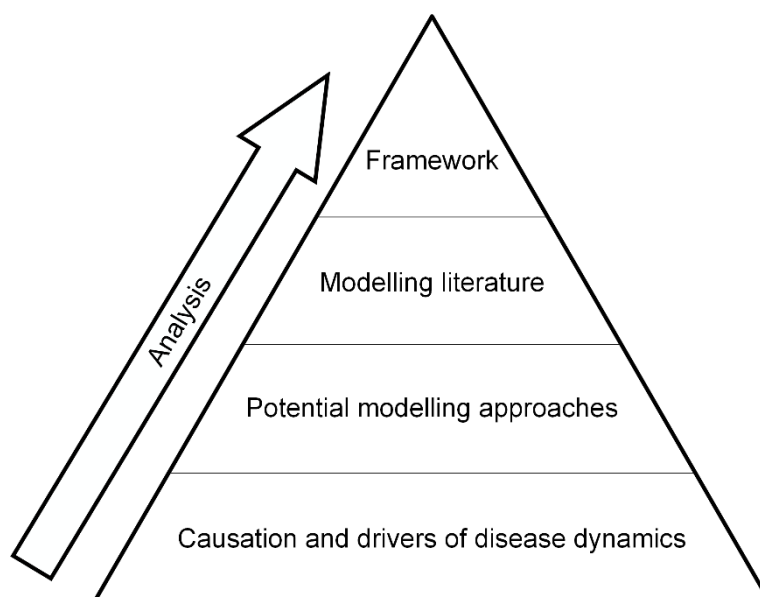 Framework
Analysis
Modelling literature
Potential modelling approaches
Causation and drivers of disease dynamics